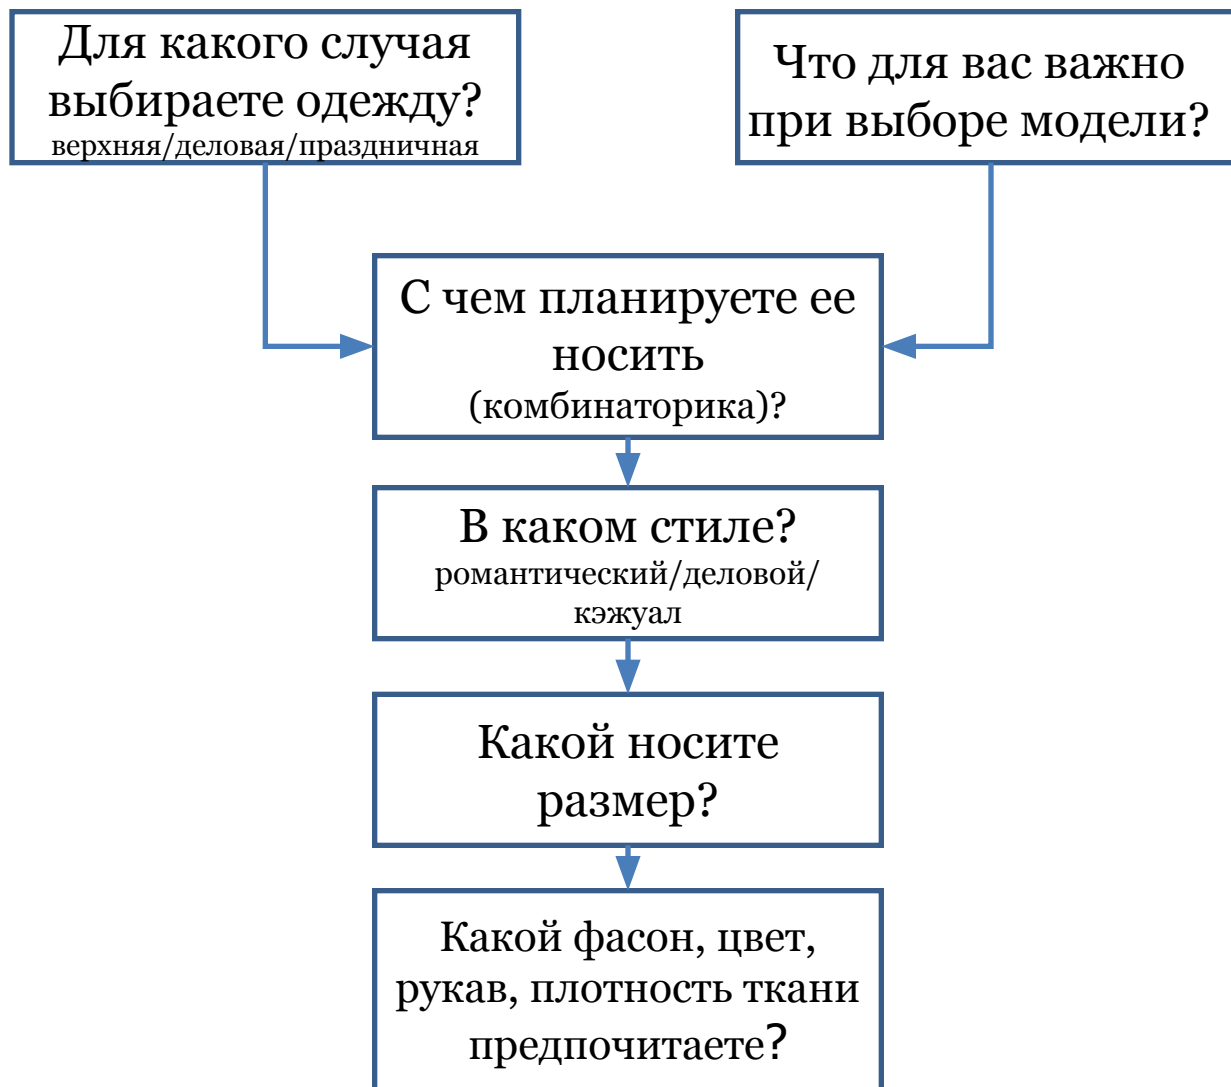 Для какого случая
выбираете одежду?
верхняя/деловая/праздничная
Что для вас важно
при выборе модели?
С чем планируете ее
носить
(комбинаторика)?
В каком стиле?
романтический/деловой/
кэжуал
Какой носите
размер?
Какой фасон, цвет,
рукав, плотность ткани
предпочитаете?